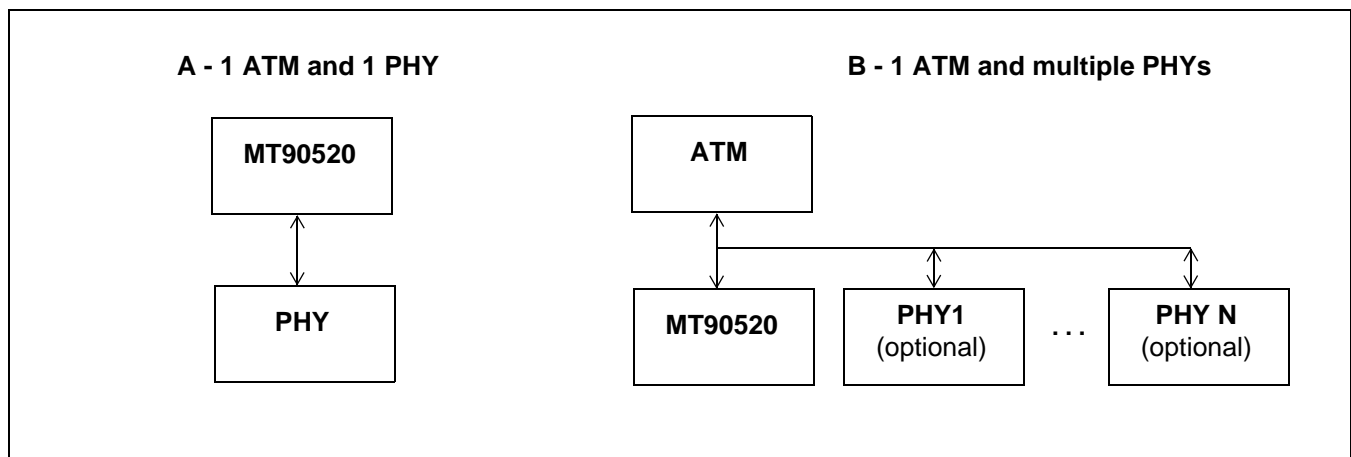 A - 1 ATM and 1 PHY
MT90520
PHY
B - 1 ATM and multiple PHYs
ATM
MT90520
PHY1
(optional)
...
PHY N
(optional)